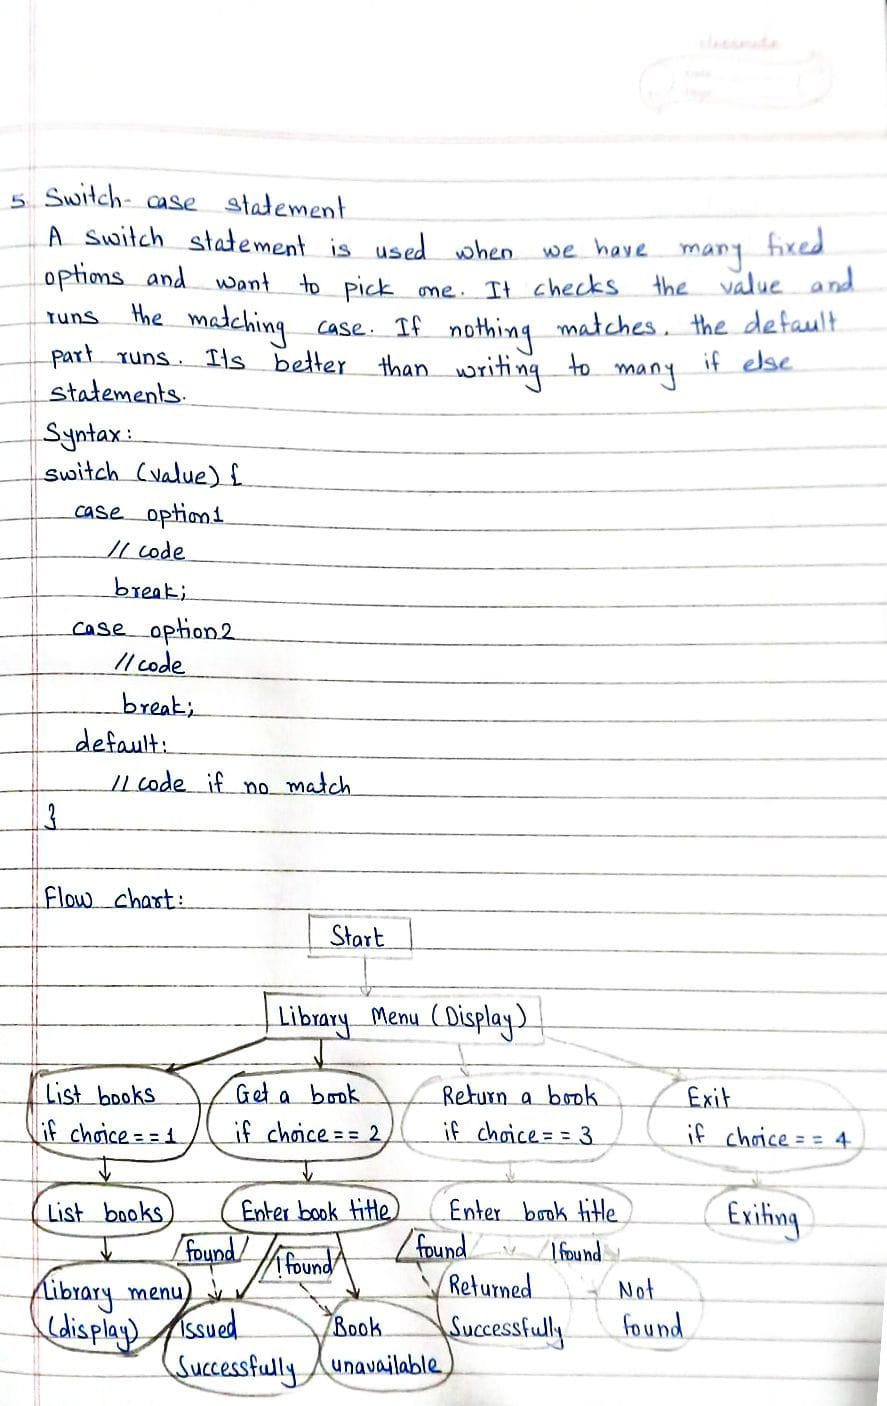 classmate
Date
Page
5. Switch- case statement
A switch statement is used when we have many fixed
options and want to pick one. It checks the value and
runs the matching case. If nothing matches, the default
part runs. Its better than writing to many if else
statements.
Syntax:
switch (value) {
case option1
// code
break;
case option2
// code
break;
default:
// code if no match
}
Flow chart:
Start
Library Menu (Display)
List books
if choice == 1
Get a book
if choice == 2
Return a book
if choice == 3
Exit
if choice == 4
List books
Enter book title
Enter book title
Exiting
found
!found
found
!found
Library menu
(display)
Issued
Successfully
Book
unavailable
Returned
Successfully
Not
found